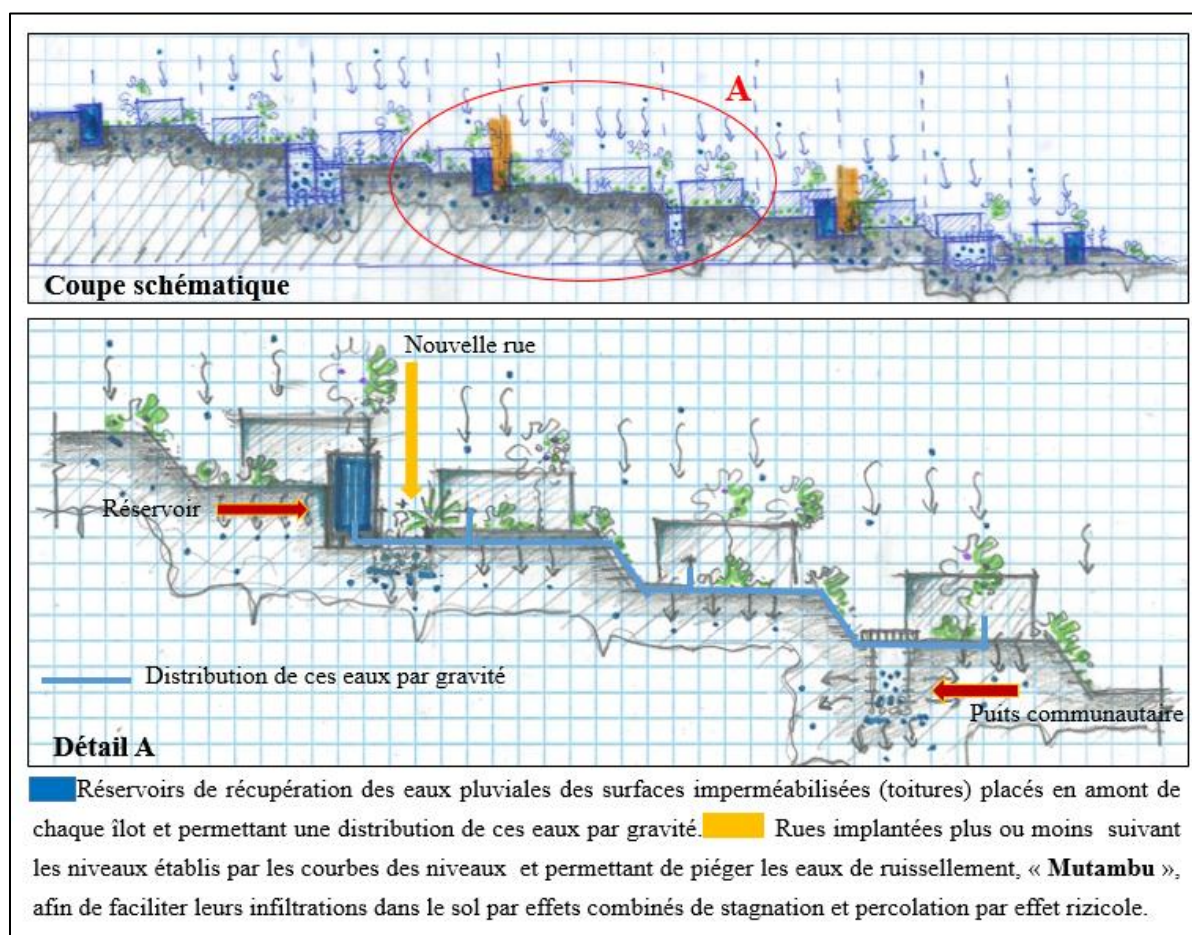 A
Coupe schématique
Nouvelle rue
Réservoir
Distribution de ces eaux par gravité
Puits communautaire
Détail A
Réservoirs de récupération des eaux pluviales des surfaces imperméabilisées (toitures) placés en amont de
chaque îlot et permettant une distribution de ces eaux par gravité. Rues implantées plus ou moins suivant
les niveaux établis par les courbes des niveaux et permettant de piéger les eaux de ruissellement, « Mutambu »,
afin de faciliter leurs infiltrations dans le sol par effets combinés de stagnation et percolation par effet rizicole.